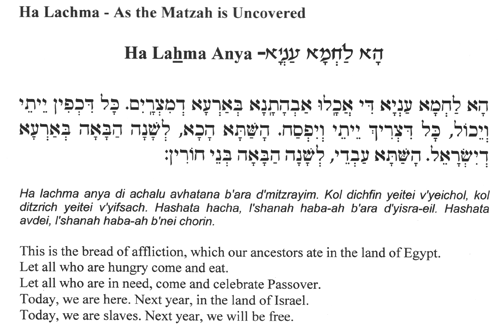 Ha Lachma - As the Matzah is Uncovered
Ha Laẖma Anya- הָא לַחְמָא עַנְיָא
הָא לַחְמָא עַנְיָא דִּי אֲכָלוּ אַבְהָתָנָא בְּאַרְעָא דְמִצְרָיִם. כָּל דִּכְפִין יֵיתֵי
וְיֵכוֹל, כָּל דִּצְרִיךְ יֵיתֵי וְיִפְסַח. הָשַׁתָּא הָכָא, לְשָׁנָה הַבָּאָה בְּאַרְעָא
דְיִשְׂרָאֵל. הָשַׁתָּא עַבְדֵי, לְשָׁנָה הַבָּאָה בְּנֵי חוֹרִין:
Ha lachma anya di achalu avhatana b'ara d'mitzrayim. Kol dichfin yeitei v'yeichol, kol
ditzrich yeitei v'yifsach. Hashata hacha, l'shanah haba-ah b'ara d'yisra-eil. Hashata
avdei, l'shanah haba-ah b'nei chorin.
This is the bread of affliction, which our ancestors ate in the land of Egypt.
Let all who are hungry come and eat.
Let all who are in need, come and celebrate Passover.
Today, we are here. Next year, in the land of Israel.
Today, we are slaves. Next year, we will be free.